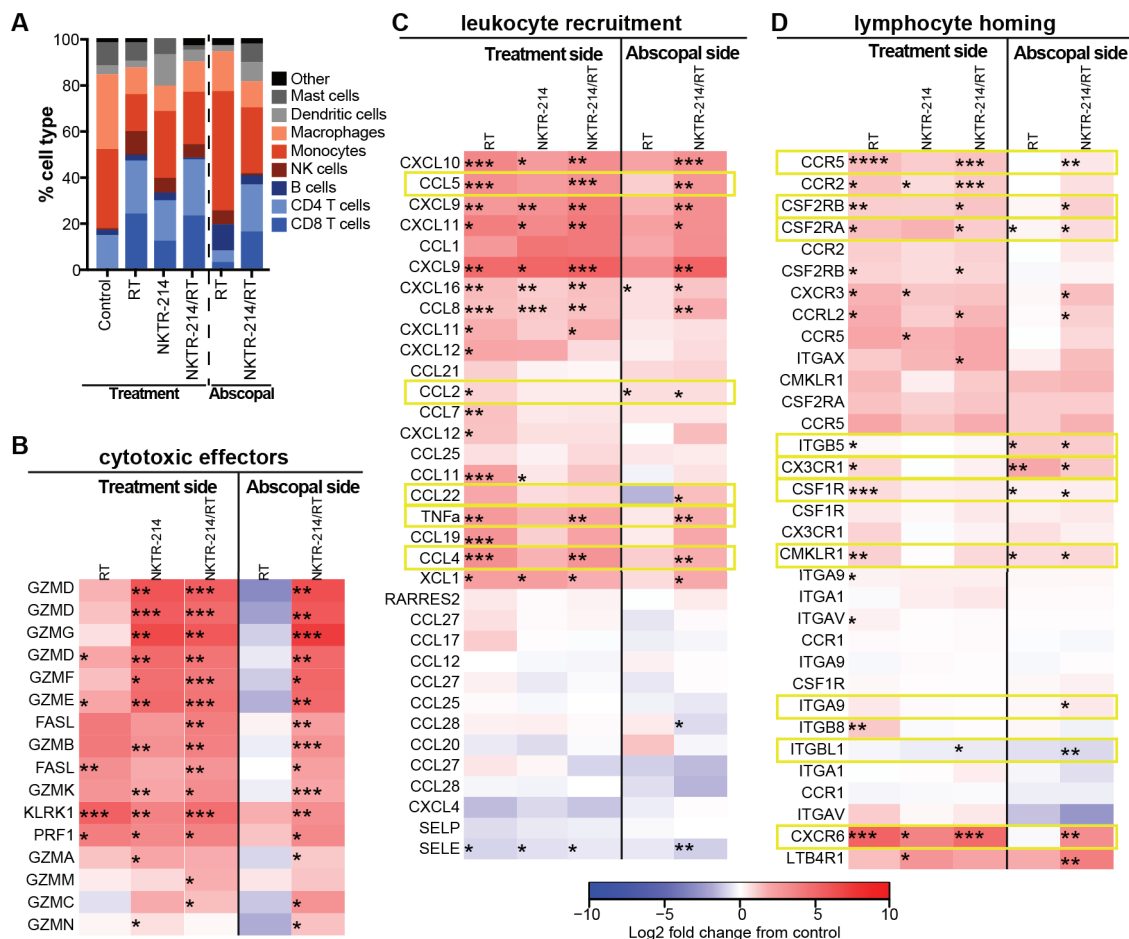 A
100
80
60
40
20
0
% cell type
Other
Mast cells
Dendritic cells
Macrophages
Monocytes
NK cells
B cells
CD4 T cells
CD8 T cells
Control
RT
NKTR-214
NKTR-214/RT
RT
NKTR-214/RT
Treatment
Abscopal
B
cytotoxic effectors
Treatment side Abscopal side
RT NKTR-214 NKTR-214/RT RT NKTR-214/RT
GZMD ** *** **
GZMD *** *** **
GZMG ** ** ***
GZMD * ** ** **
GZMF * *** **
GZME * ** *** **
FASL ** **
GZMB ** ** ***
FASL ** ** *
GZMK ** * ***
KLRK1 *** ** *** **
PRF1 * * * *
GZMA * *
GZMM *
GZMC * *
GZMN * *
C
leukocyte recruitment
Treatment side Abscopal side
RT NKTR-214 NKTR-214/RT RT NKTR-214/RT
CXCL10 *** * ** ***
CCL5 *** *** **
CXCL9 ** ** ** **
CXCL11 * * ** *
CCL1
CXCL9 ** * *** **
CXCL16 ** ** ** * *
CCL8 *** *** ** **
CXCL11 * *
CXCL12 *
CCL21
CCL2 * * *
CCL7 **
CXCL12 *
CCL25
CCL11 *** *
CCL22 *
TNFa ** ** **
CCL19 ***
CCL4 *** ** **
XCL1 * * * *
RARRES2
CCL27
CCL17
CCL12
CCL27
CCL25
CCL28 *
CCL20
CCL27
CCL28
CXCL4
SELP
SELE * * * **
D
lymphocyte homing
Treatment side Abscopal side
RT NKTR-214 NKTR-214/RT RT NKTR-214/RT
CCR5 **** *** **
CCR2 * * ***
CSF2RB ** * *
CSF2RA * * * *
CCR2
CSF2RB * *
CXCR3 * * *
CCRL2 * * *
CCR5 *
ITGAX *
CMKLR1
CSF2RA
CCR5
ITGB5 * * *
CX3CR1 * ** *
CSF1R *** * *
CSF1R
CX3CR1
CMKLR1 ** * *
ITGA9 *
ITGA1
ITGAV *
CCR1
ITGA9
CSF1R
ITGA9 *
ITGB8 **
ITGBL1 * **
ITGA1
CCR1
ITGAV
CXCR6 *** * *** **
LTB4R1 * **
−10 −5 0 5 10
Log2 fold change from control